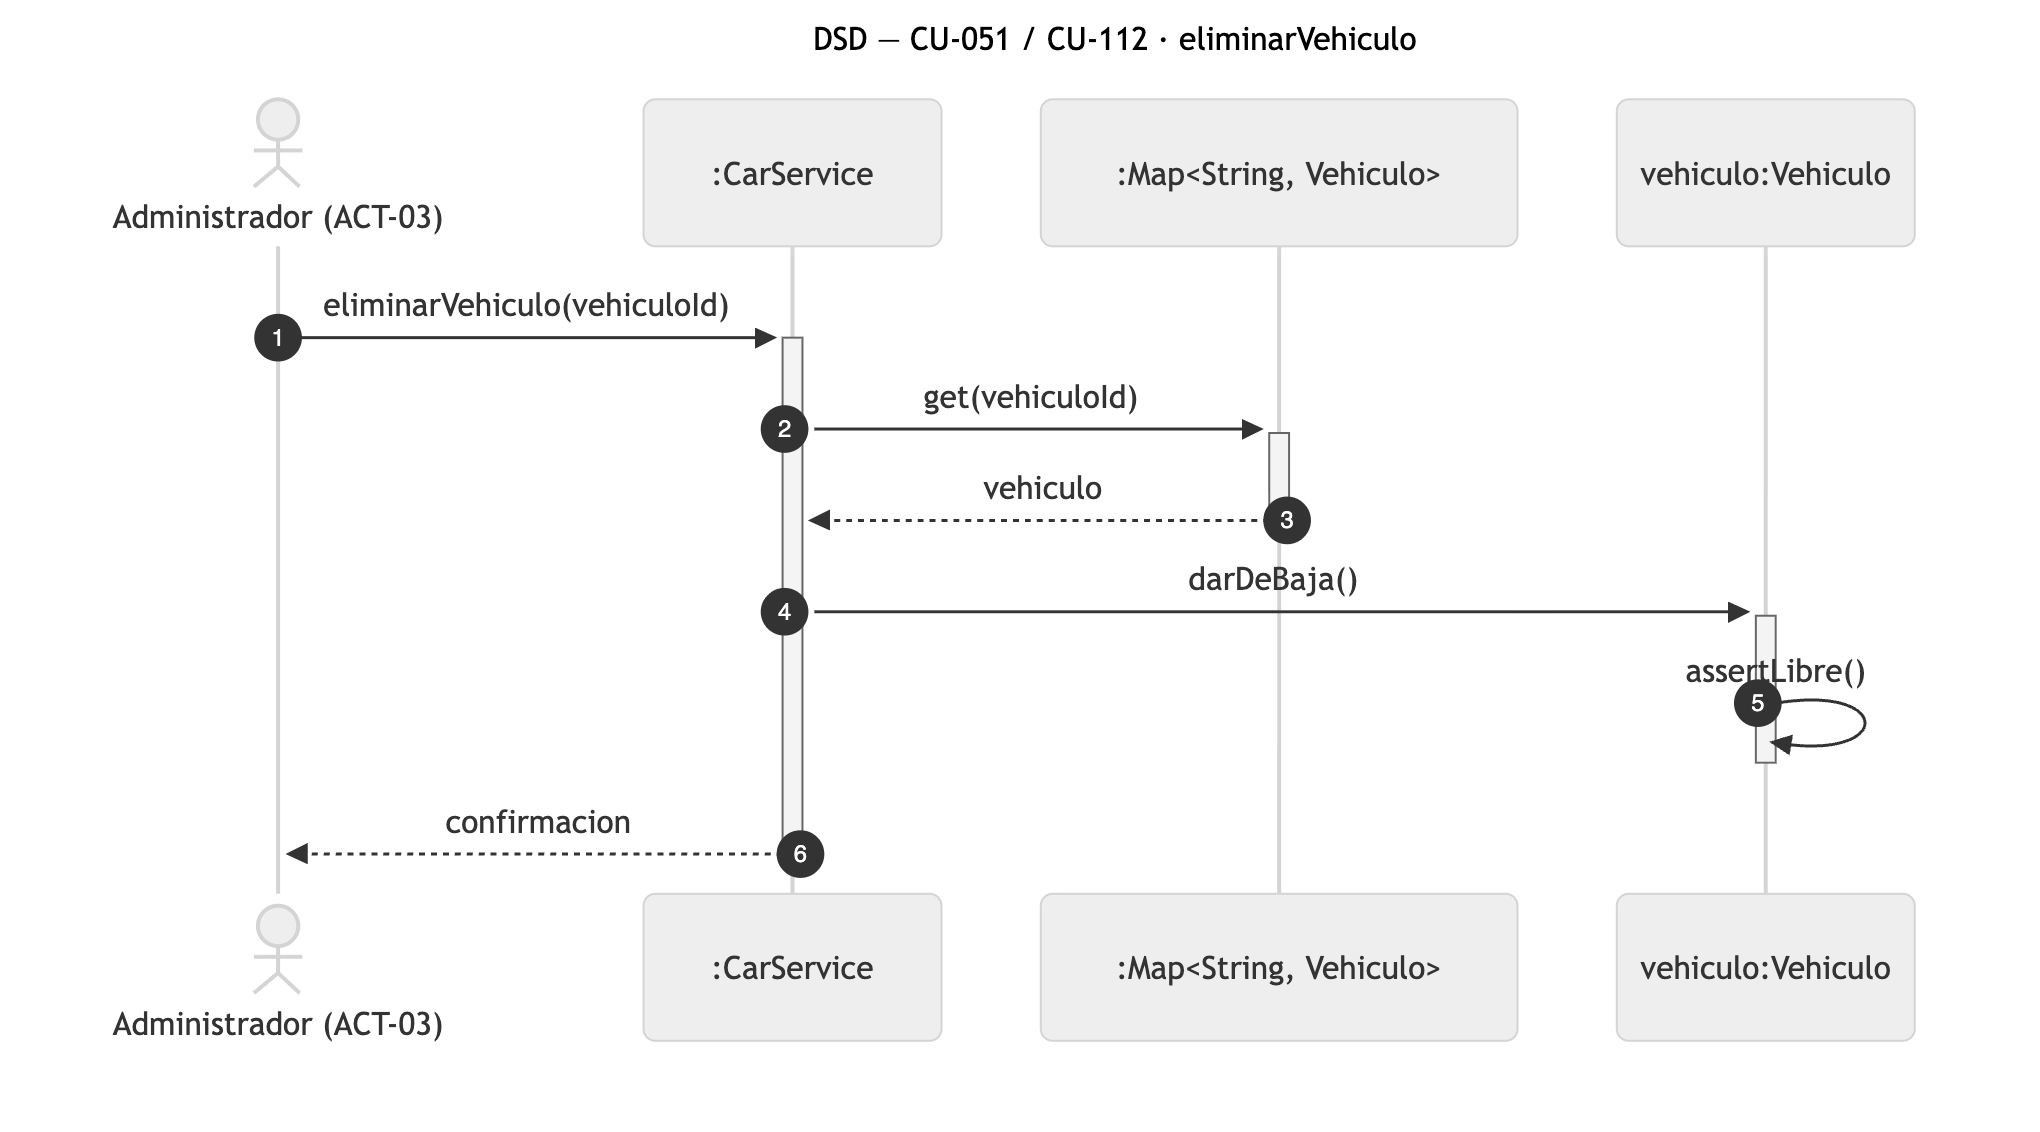 DSD — CU-051 / CU-112 · eliminarVehiculo
Administrador (ACT-03)
:CarService
:Map<String, Vehiculo>
vehiculo:Vehiculo
eliminarVehiculo(vehiculoId)
1
get(vehiculoId)
2
vehiculo
3
darDeBaja()
4
assertLibre()
5
confirmacion
6
:CarService
:Map<String, Vehiculo>
vehiculo:Vehiculo
Administrador (ACT-03)